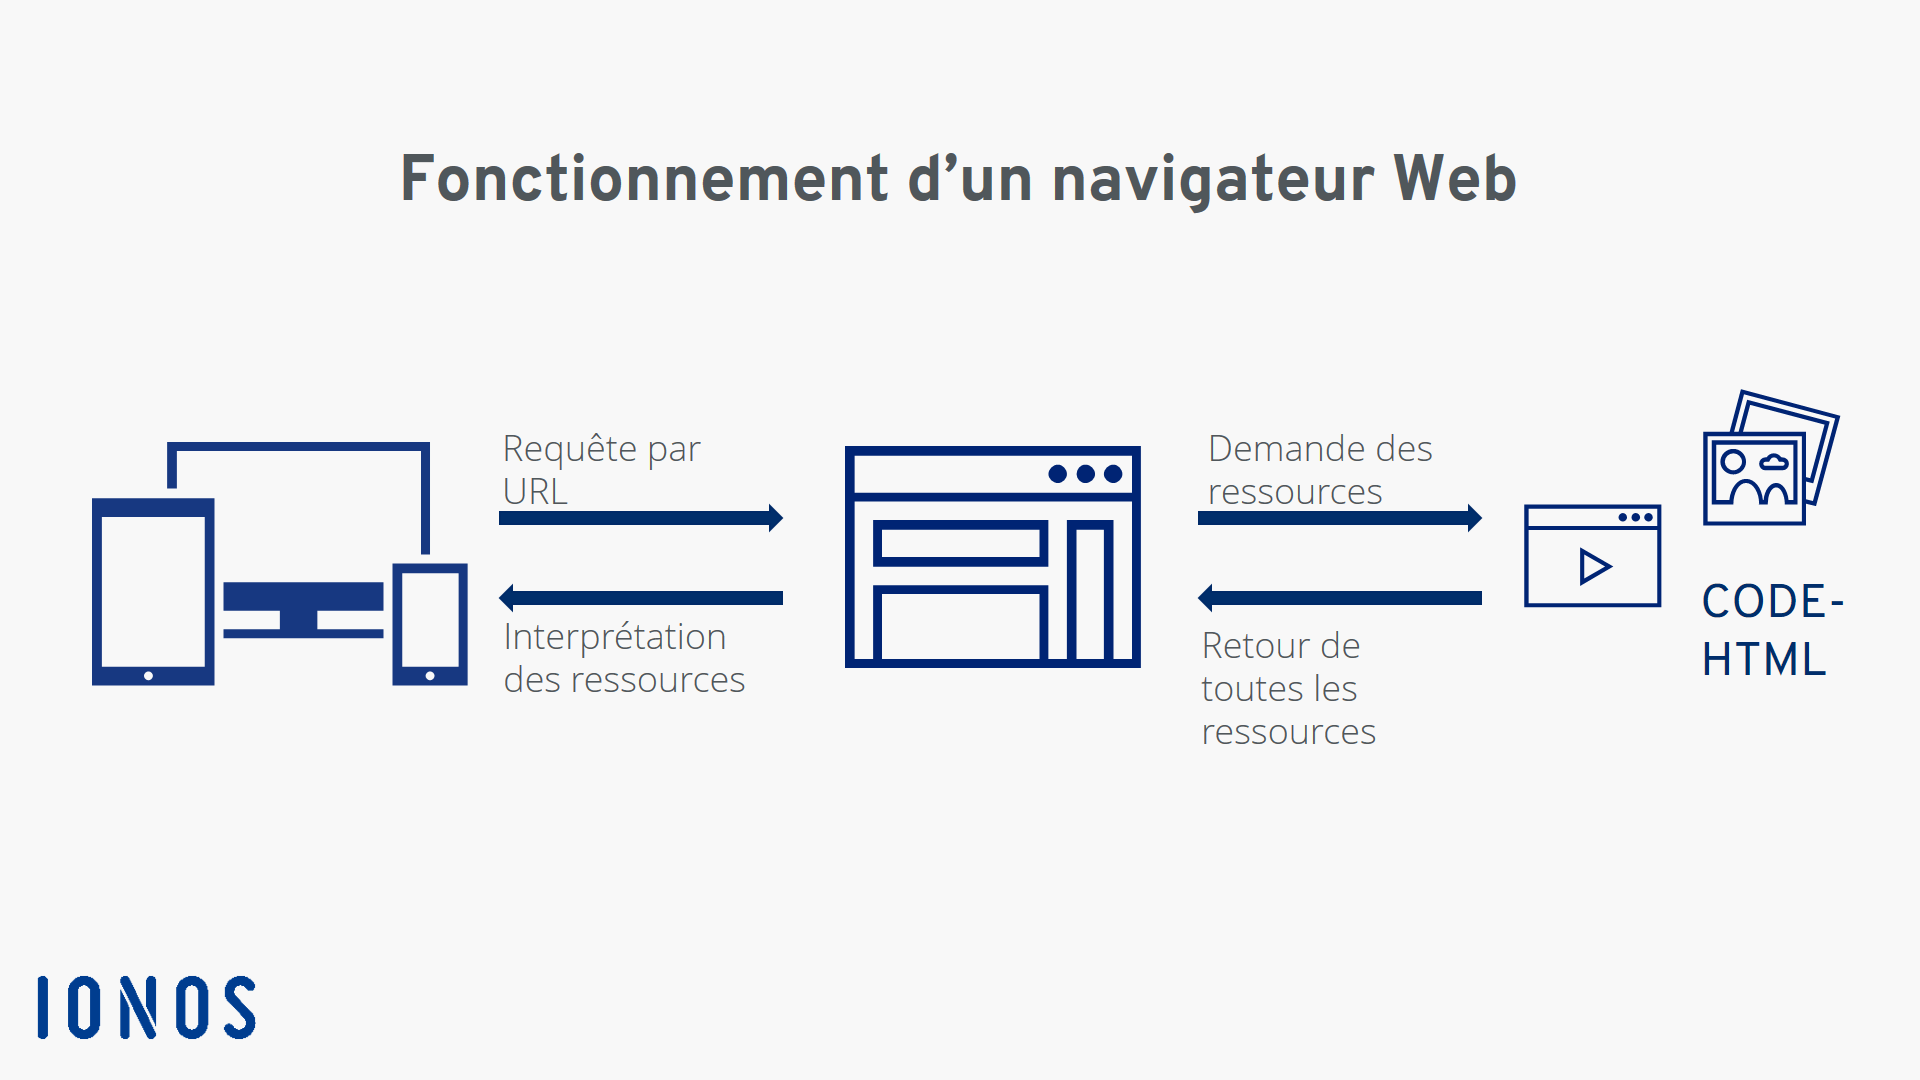 Fonctionnement d’un navigateur Web
Requête par
URL
Interprétation
des ressources
Demande des
ressources
Retour de
toutes les
ressources
CODE-
HTML
IONOS